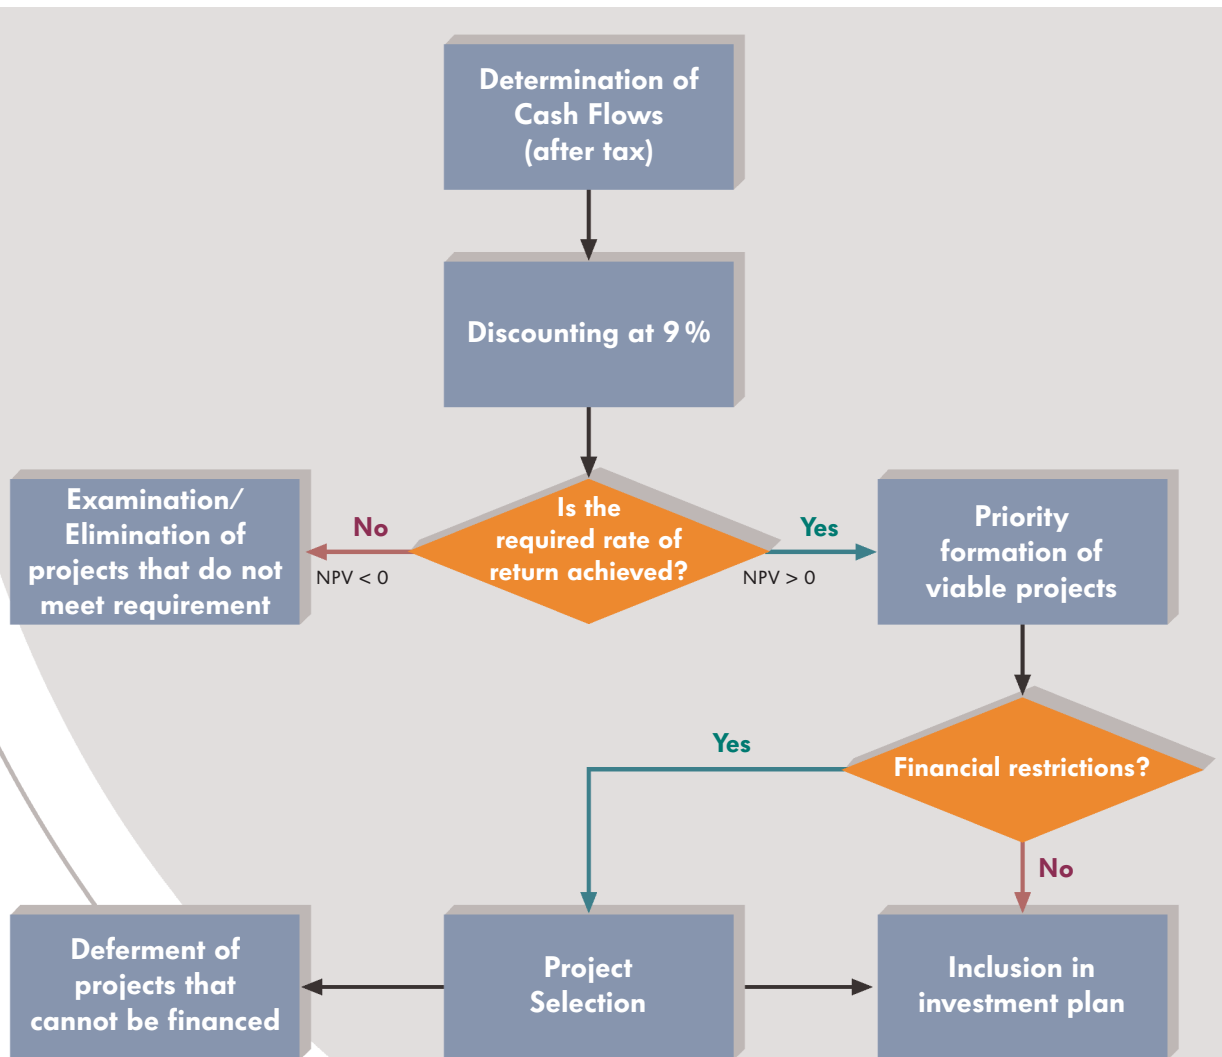 Determination of
Cash Flows
(after tax)
Discounting at 9 %
Examination/
Elimination of
projects that do not
meet requirement
No
NPV < 0
Is the
required rate of
return achieved?
Yes
NPV > 0
Priority
formation of
viable projects
Yes
Financial restrictions?
No
Deferment of
projects that
cannot be financed
Project
Selection
Inclusion in
investment plan